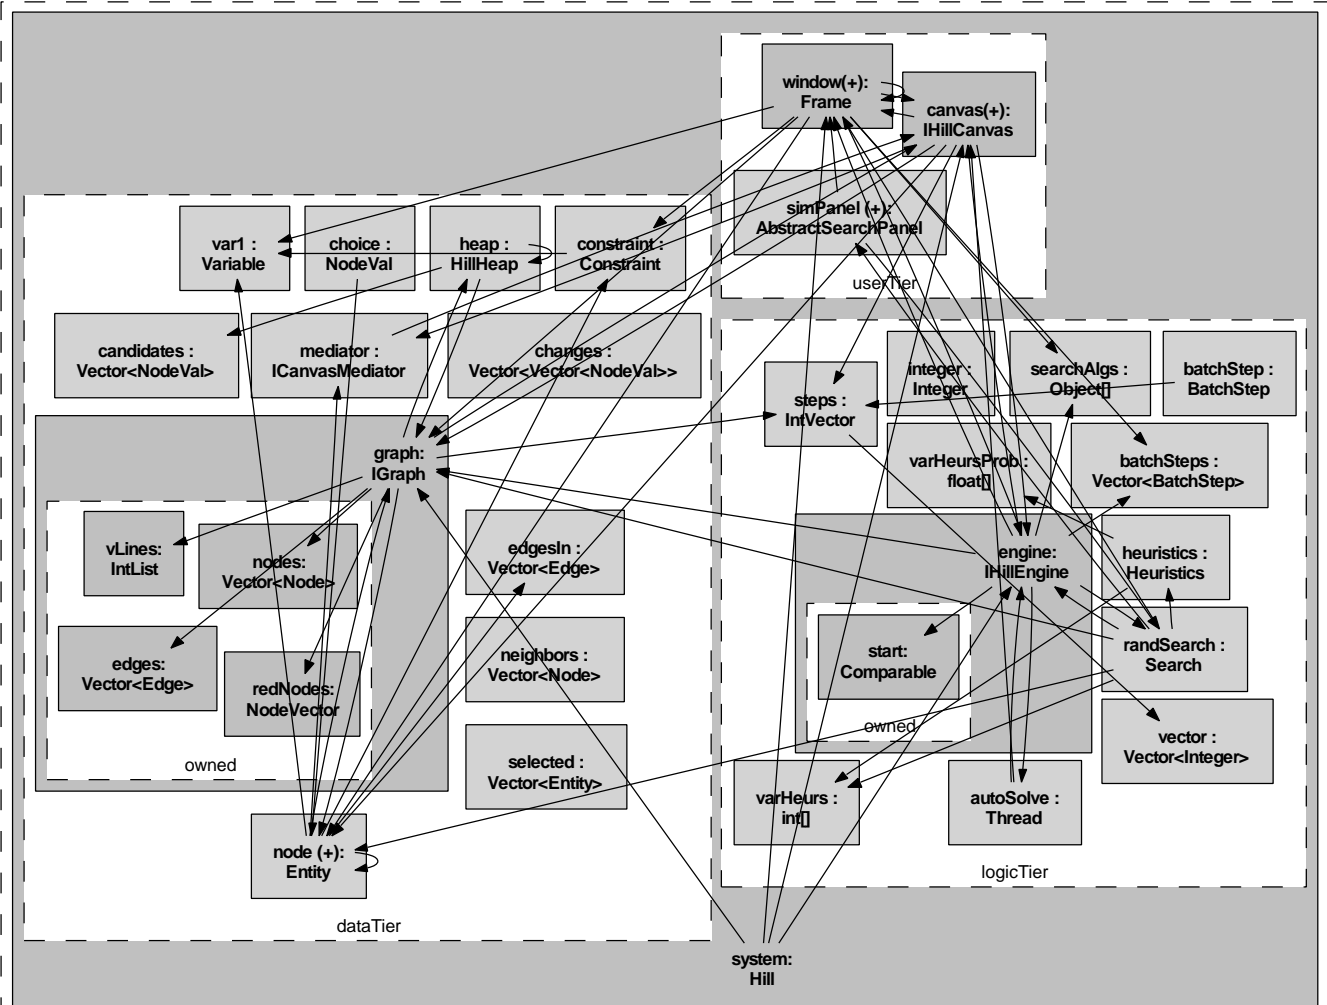 window(+):
Frame
canvas(+):
IHillCanvas
simPanel (+):
AbstractSearchPanel
userTier
var1 :
Variable
choice :
NodeVal
heap :
HillHeap
constraint :
Constraint
candidates :
Vector<NodeVal>
mediator :
ICanvasMediator
changes :
Vector<Vector<NodeVal>>
graph:
IGraph
vLines:
IntList
nodes:
Vector<Node>
edges:
Vector<Edge>
redNodes:
NodeVector
owned
edgesIn :
Vector<Edge>
neighbors :
Vector<Node>
selected :
Vector<Entity>
node (+):
Entity
dataTier
steps :
IntVector
integer :
Integer
searchAlgs :
Object[]
batchStep :
BatchStep
varHeursProb :
float[]
batchSteps :
Vector<BatchStep>
engine:
IHillEngine
heuristics :
Heuristics
start:
Comparable
owned
randSearch :
Search
vector :
Vector<Integer>
varHeurs :
int[]
autoSolve :
Thread
logicTier
system:
Hill